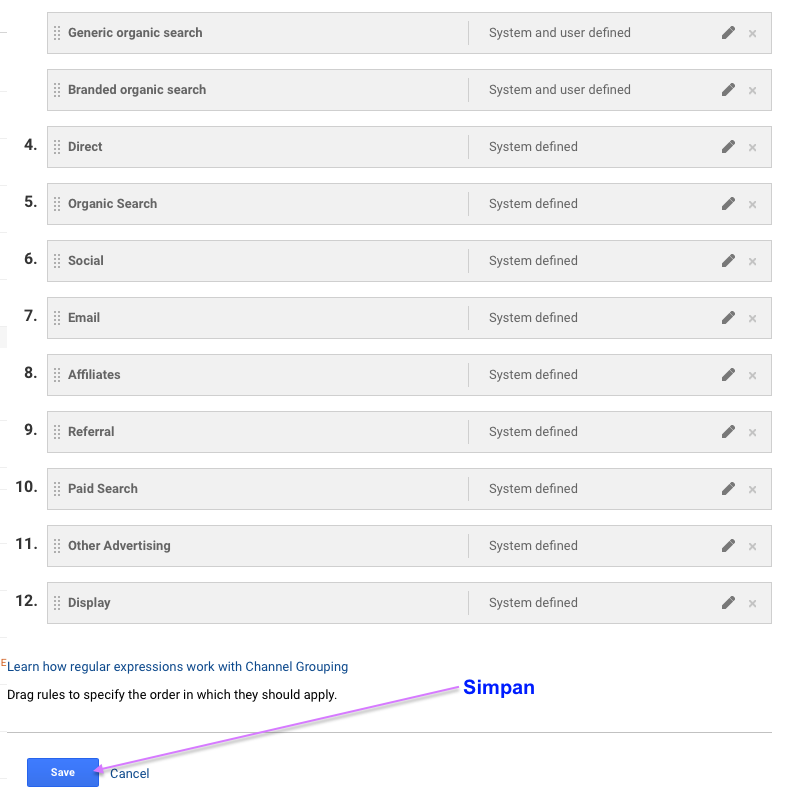 Generic organic search System and user defined
Branded organic search System and user defined
4. Direct System defined
5. Organic Search System defined
6. Social System defined
7. Email System defined
8. Affiliates System defined
9. Referral System defined
10. Paid Search System defined
11. Other Advertising System defined
12. Display System defined
E Learn how regular expressions work with Channel Grouping
Simpan
Drag rules to specify the order in which they should apply.
Save Cancel